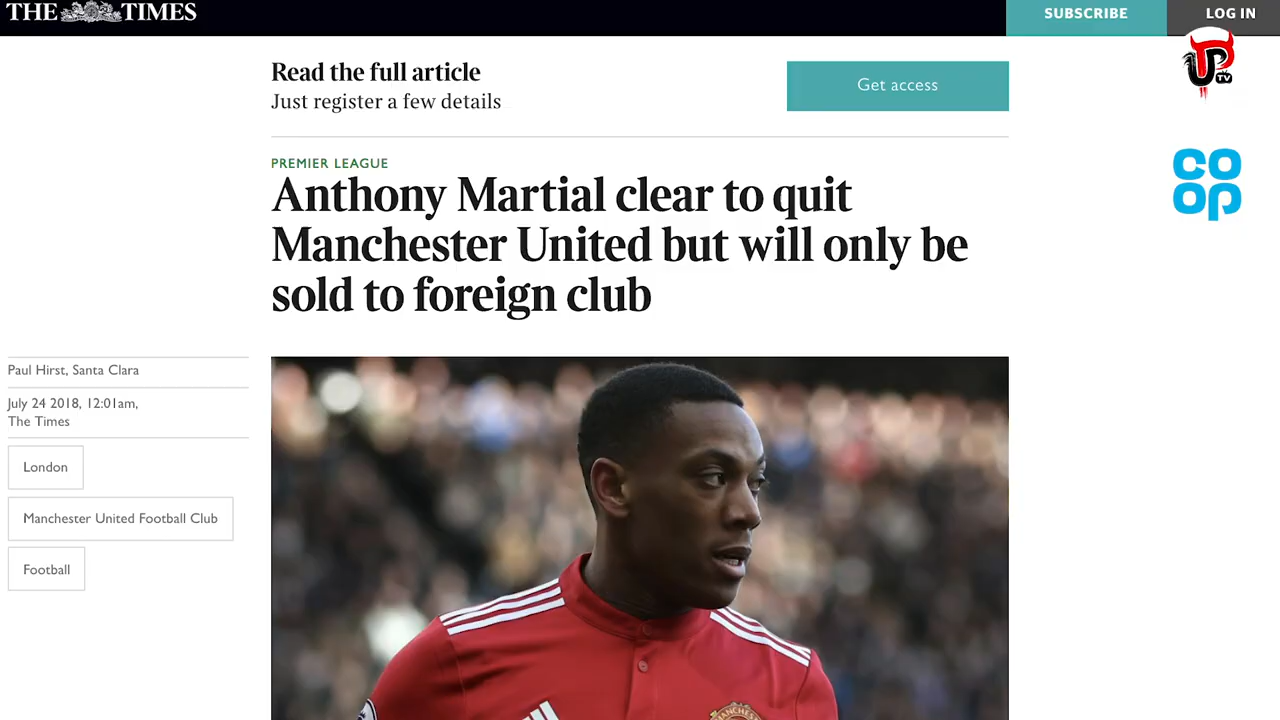 THE TIMES
SUBSCRIBE
LOG IN
UP
TV
Read the full article
Just register a few details
Get access
CO
OP
PREMIER LEAGUE
Anthony Martial clear to quit
Manchester United but will only be
sold to foreign club
Paul Hirst, Santa Clara
July 24 2018, 12:01am,
The Times
London
Manchester United Football Club
Football